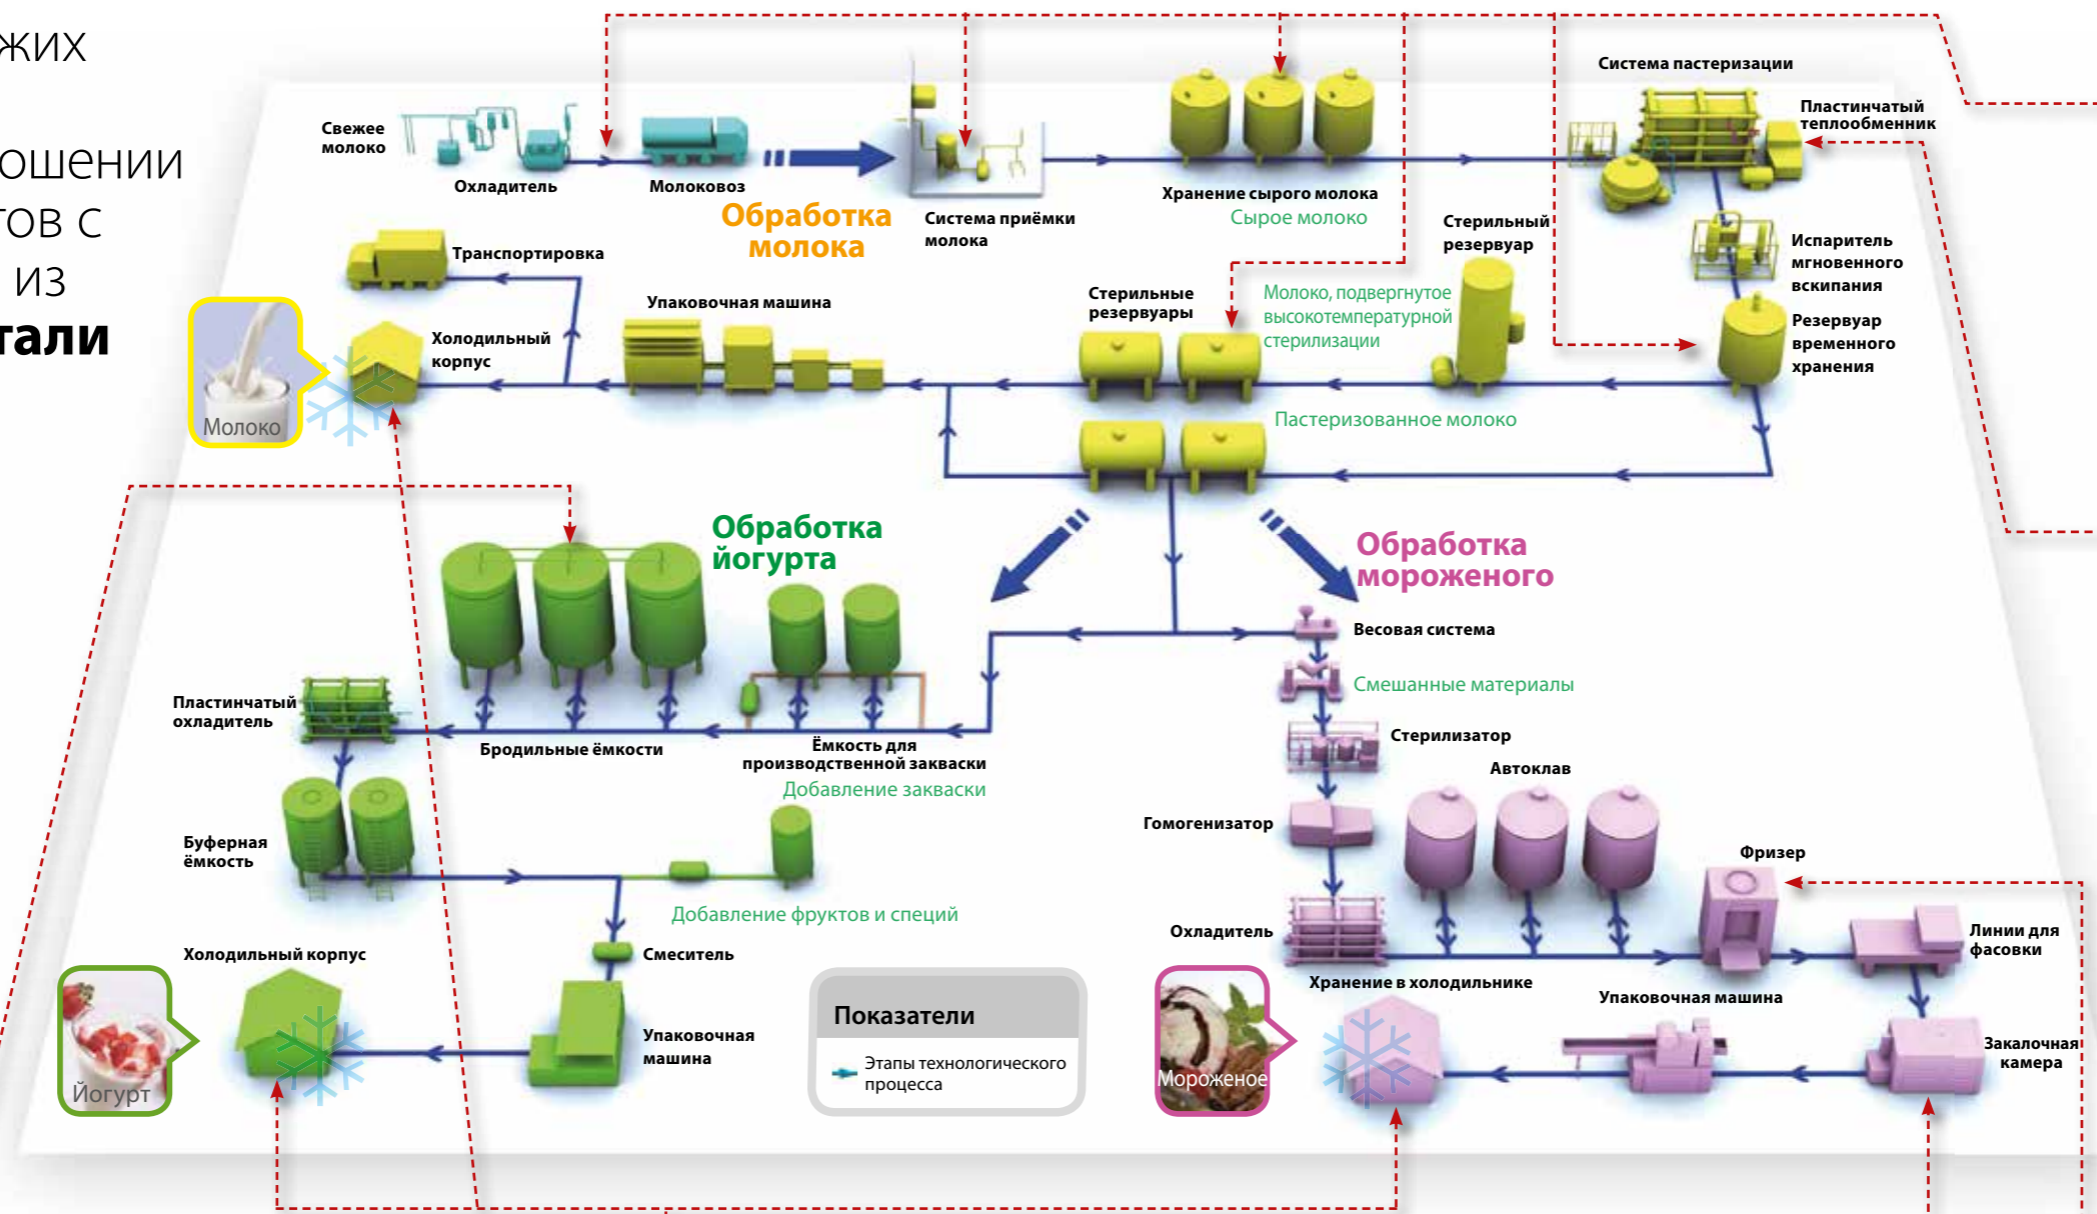 жих
ошении
тов с
из
тали
Свежее
молоко
Охладитель
Молоковоз
Обработка
молока
Система приёмки
молока
Хранение сырого молока
Сырое молоко
Система пастеризации
Пластинчатый
теплообменник
Испаритель
мгновенного
вскипания
Резервуар
временного
хранения
Стерильный
резервуар
Молоко, подвергнутое
высокотемпературной
стерилизации
Стерильные
резервуары
Пастеризованное молоко
Упаковочная машина
Транспортировка
Холодильный
корпус
Молоко
Обработка
йогурта
Ёмкость для
производственной закваски
Добавление закваски
Бродильные ёмкости
Пластинчатый
охладитель
Буферная
ёмкость
Добавление фруктов и специй
Смеситель
Упаковочная
машина
Холодильный корпус
Йогурт
Показатели
Этапы технологического
процесса
Обработка
мороженого
Весовая система
Смешанные материалы
Стерилизатор
Гомогенизатор
Охладитель
Автоклав
Фризер
Линии для
фасовки
Закалочная
камера
Упаковочная машина
Хранение в холодильнике
Мороженое